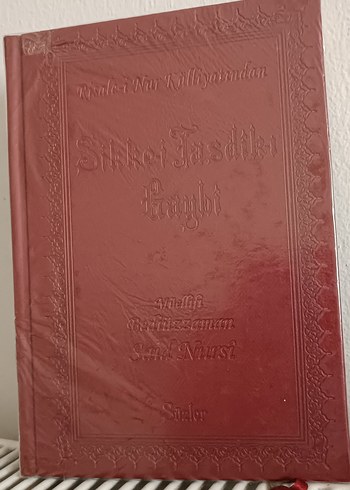 Risale-i Nur Külliyatından
Sikke-i Tasdik-ı
Gaybî
Müellifi
Bediüzzaman
Said Nursî
Sözler